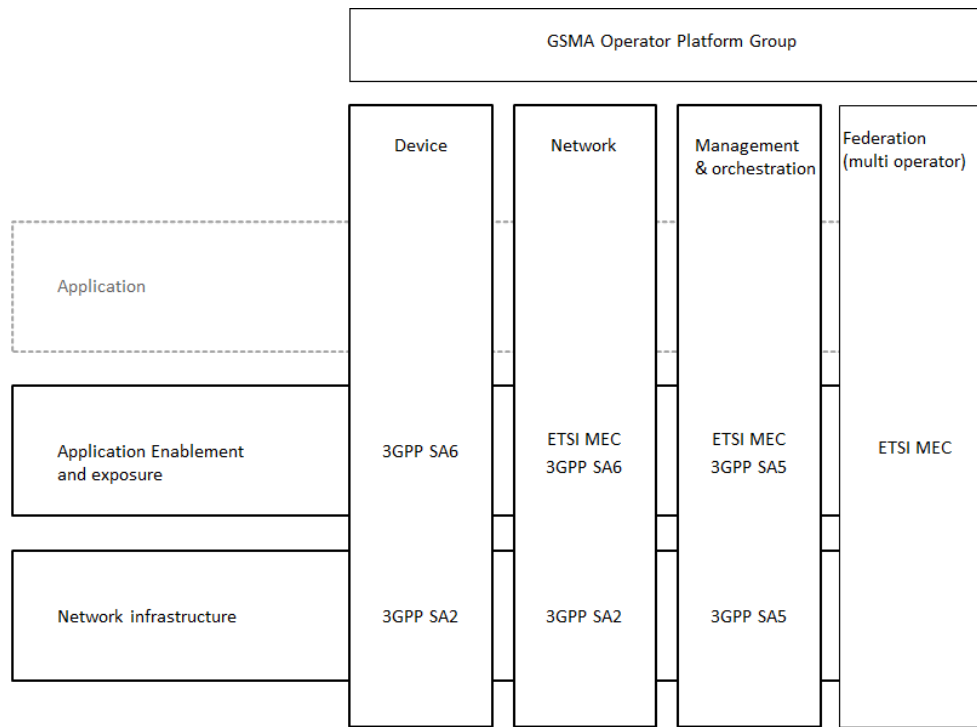 GSMA Operator Platform Group
Device
Network
Management
& orchestration
Federation
(multi operator)
Application
Application Enablement
and exposure
3GPP SA6
ETSI MEC
3GPP SA6
ETSI MEC
3GPP SA5
ETSI MEC
Network infrastructure
3GPP SA2
3GPP SA2
3GPP SA5